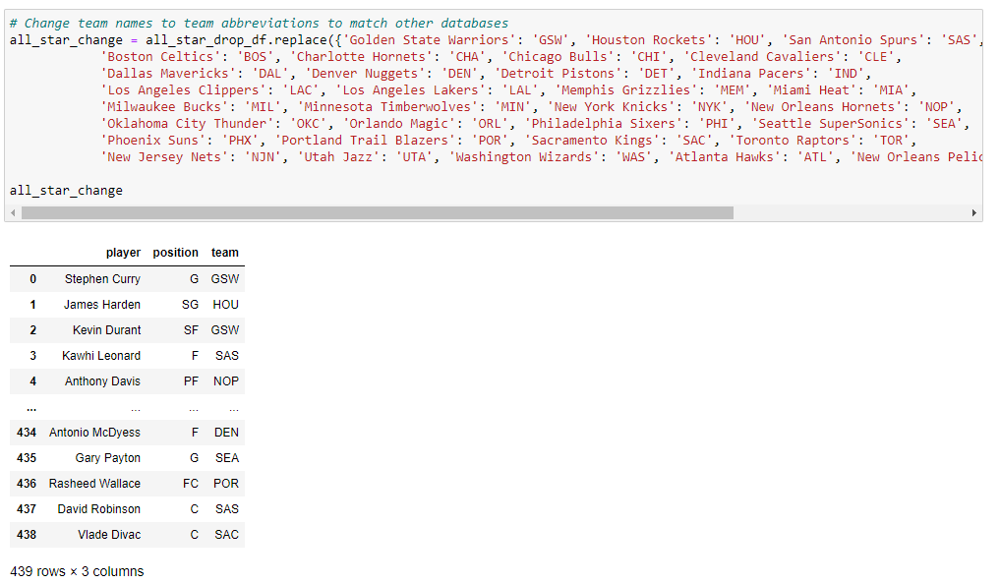 # Change team names to team abbreviations to match other databases
all_star_change = all_star_drop_df.replace({'Golden State Warriors': 'GSW', 'Houston Rockets': 'HOU', 'San Antonio Spurs': 'SAS',
'Boston Celtics': 'BOS', 'Charlotte Hornets': 'CHA', 'Chicago Bulls': 'CHI', 'Cleveland Cavaliers': 'CLE',
'Dallas Mavericks': 'DAL', 'Denver Nuggets': 'DEN', 'Detroit Pistons': 'DET', 'Indiana Pacers': 'IND',
'Los Angeles Clippers': 'LAC', 'Los Angeles Lakers': 'LAL', 'Memphis Grizzlies': 'MEM', 'Miami Heat': 'MIA',
'Milwaukee Bucks': 'MIL', 'Minnesota Timberwolves': 'MIN', 'New York Knicks': 'NYK', 'New Orleans Hornets': 'NOP',
'Oklahoma City Thunder': 'OKC', 'Orlando Magic': 'ORL', 'Philadelphia Sixers': 'PHI', 'Seattle SuperSonics': 'SEA',
'Phoenix Suns': 'PHX', 'Portland Trail Blazers': 'POR', 'Sacramento Kings': 'SAC', 'Toronto Raptors': 'TOR',
'New Jersey Nets': 'NJN', 'Utah Jazz': 'UTA', 'Washington Wizards': 'WAS', 'Atlanta Hawks': 'ATL', 'New Orleans Pelic
all_star_change
player position team
0 Stephen Curry G GSW
1 James Harden SG HOU
2 Kevin Durant SF GSW
3 Kawhi Leonard F SAS
4 Anthony Davis PF NOP
... ... ... ...
434 Antonio McDyess F DEN
435 Gary Payton G SEA
436 Rasheed Wallace FC POR
437 David Robinson C SAS
438 Vlade Divac C SAC
439 rows × 3 columns